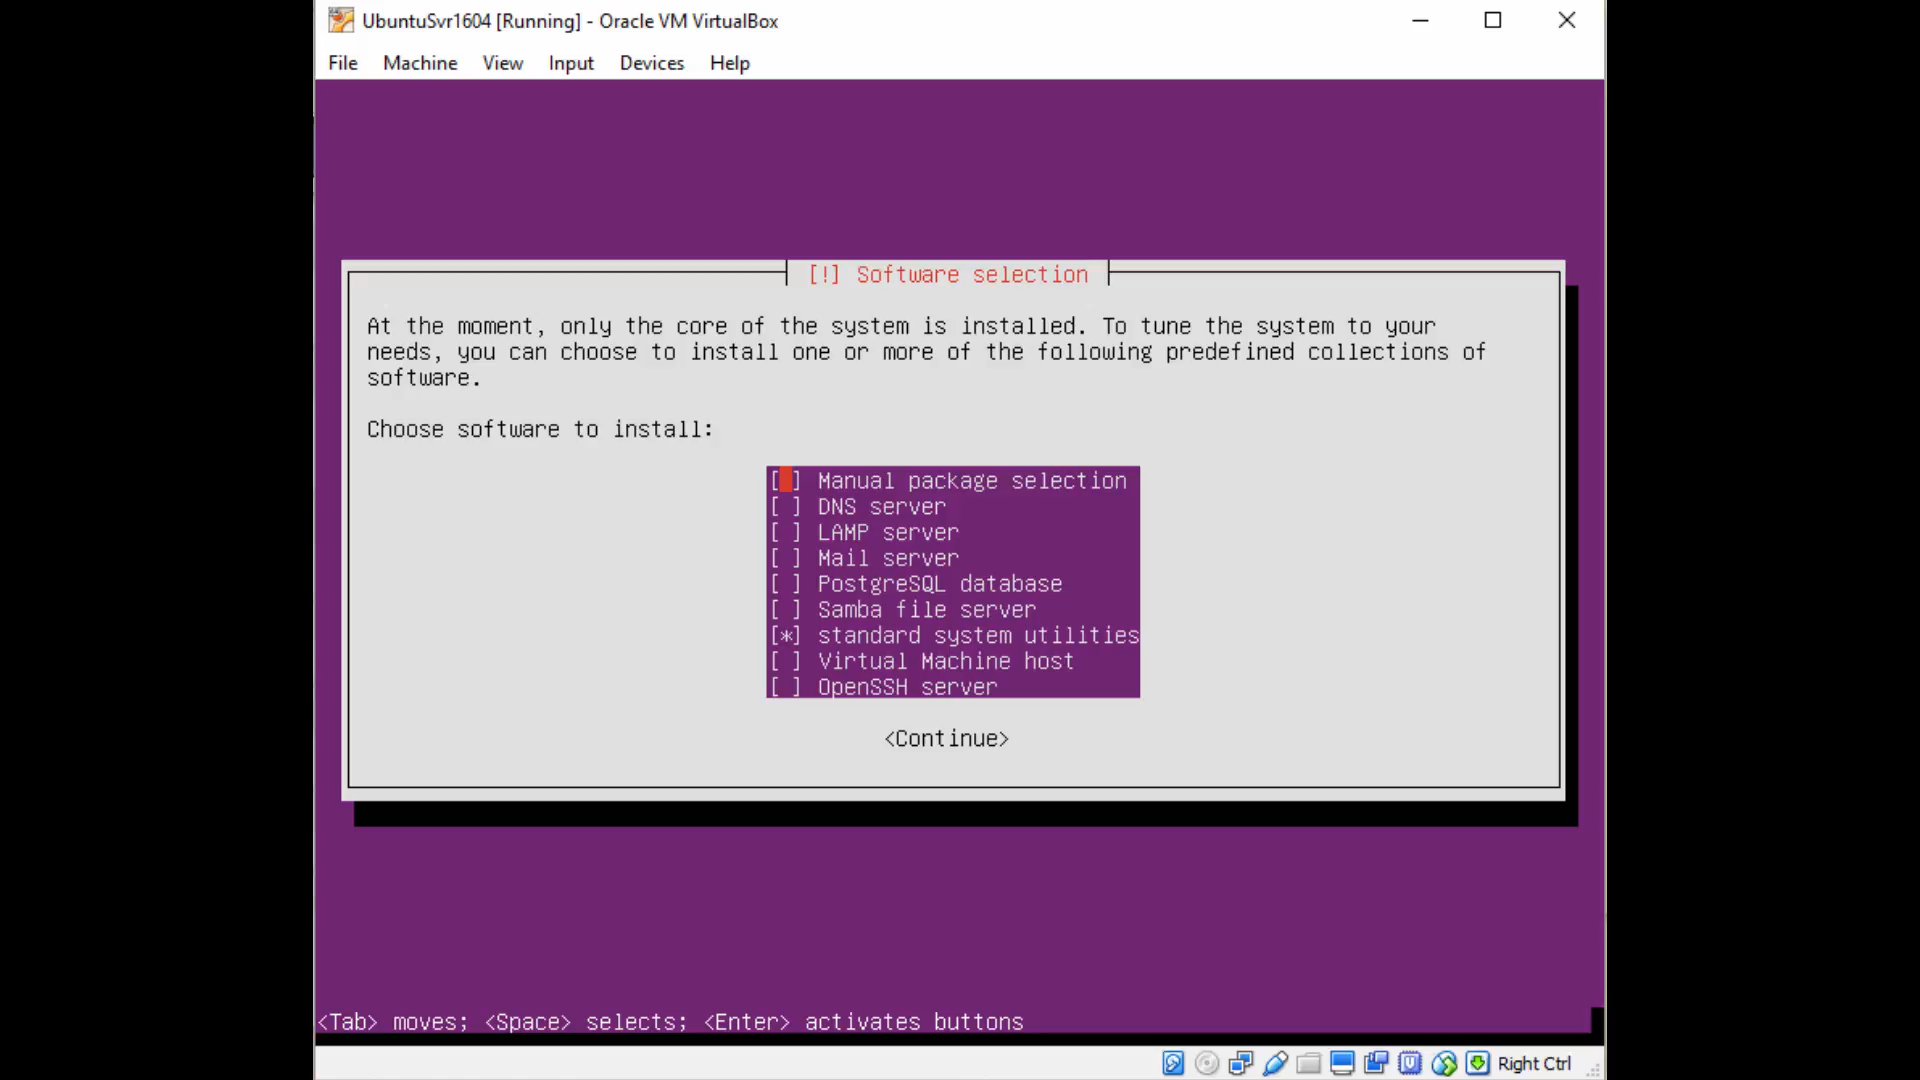 UbuntuSvr1604 [Running] - Oracle VM VirtualBox
File Machine View Input Devices Help
[!] Software selection
At the moment, only the core of the system is installed. To tune the system to your
needs, you can choose to install one or more of the following predefined collections of
software.
Choose software to install:
[ ] Manual package selection
[ ] DNS server
[ ] LAMP server
[ ] Mail server
[ ] PostgreSQL database
[ ] Samba file server
[*] standard system utilities
[ ] Virtual Machine host
[ ] OpenSSH server
<Continue>
<Tab> moves; <Space> selects; <Enter> activates buttons
Right Ctrl